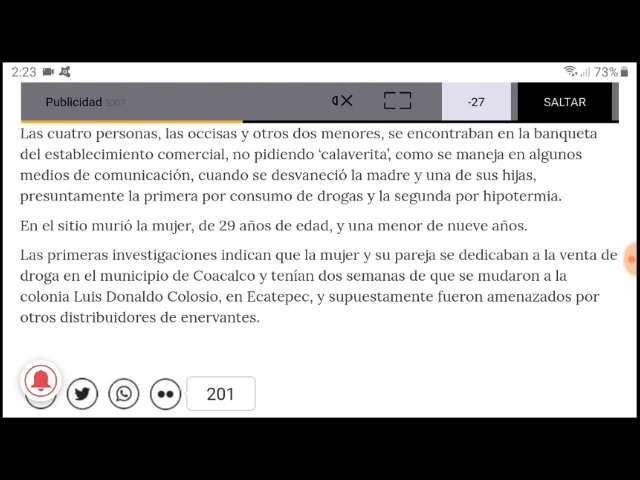 2:23
73%
Publicidad 3007
-27
SALTAR
Las cuatro personas, las occisas y otros dos menores, se encontraban en la banqueta
del establecimiento comercial, no pidiendo ‘calaverita’, como se maneja en algunos
medios de comunicación, cuando se desvaneció la madre y una de sus hijas,
presuntamente la primera por consumo de drogas y la segunda por hipotermia.
En el sitio murió la mujer, de 29 años de edad, y una menor de nueve años.
Las primeras investigaciones indican que la mujer y su pareja se dedicaban a la venta de
droga en el municipio de Coacalco y tenían dos semanas de que se mudaron a la
colonia Luis Donaldo Colosio, en Ecatepec, y supuestamente fueron amenazados por
otros distribuidores de enervantes.
201